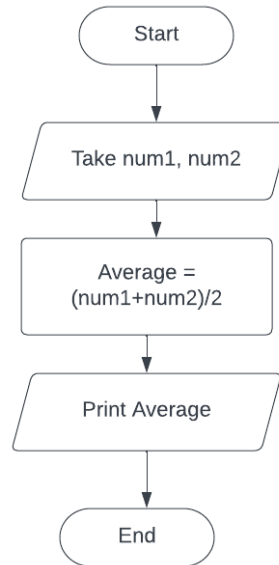 Start
Take num1, num2
Average =
(num1+num2)/2
Print Average
End